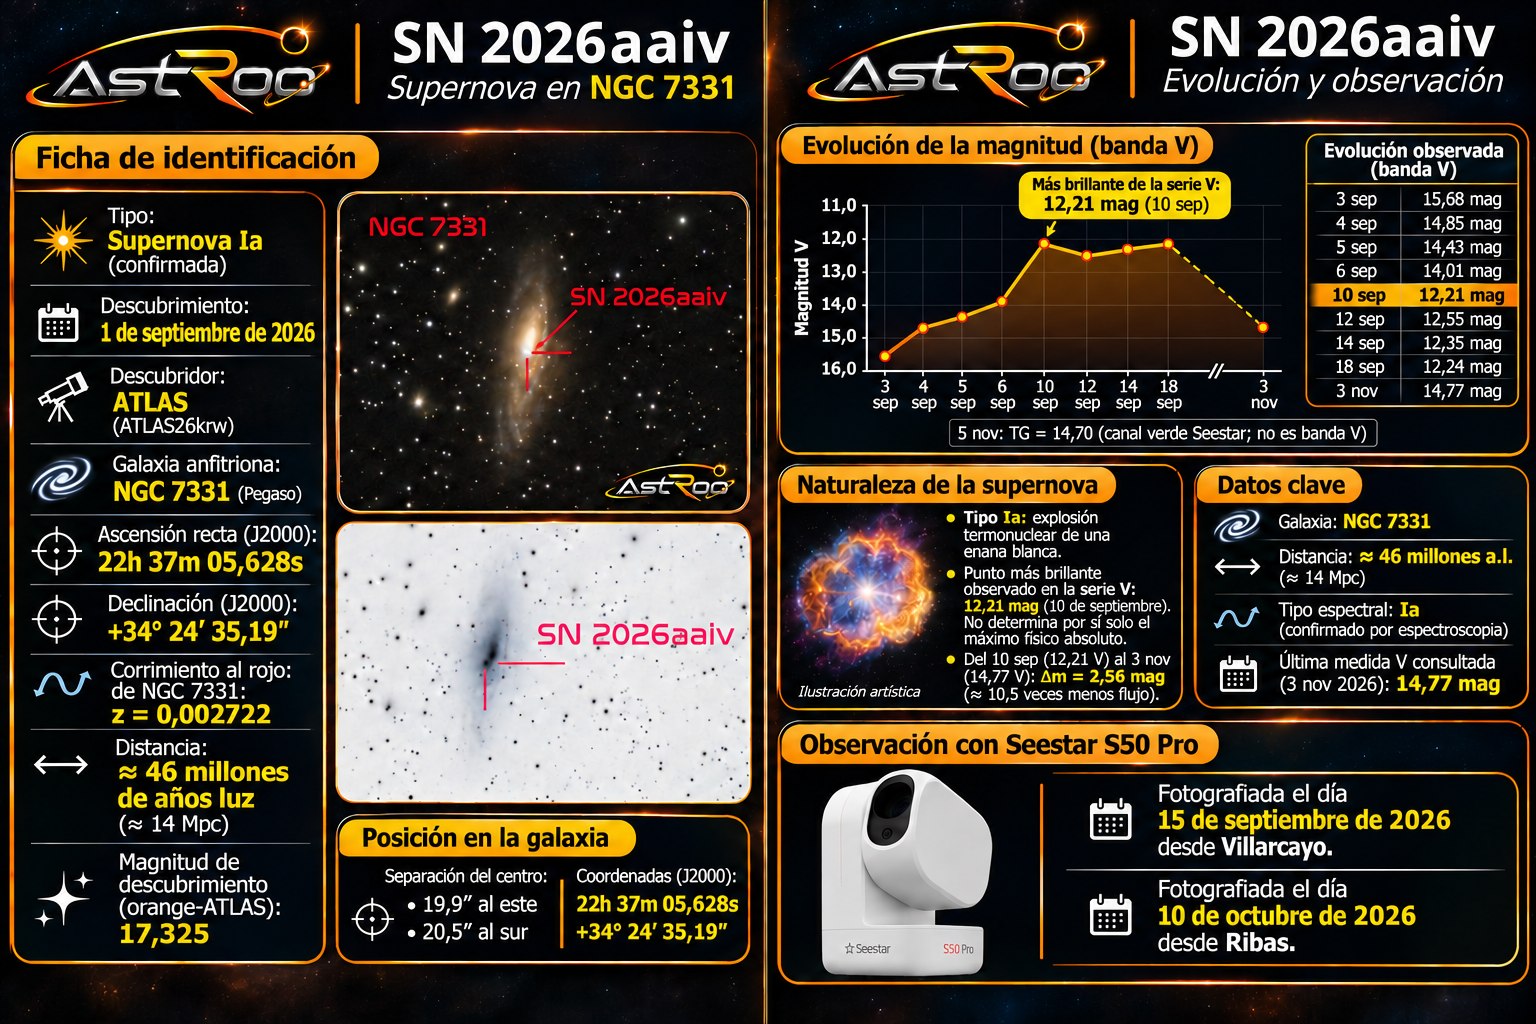 AstRoo
SN 2026aaiv
Supernova en NGC 7331
Ficha de identificación
Tipo:
Supernova Ia
(confirmada)
Descubrimiento:
1 de septiembre de 2026
Descubridor:
ATLAS
(ATLAS26krw)
Galaxia anfitriona:
NGC 7331 (Pegaso)
Ascensión recta (J2000):
22h 37m 05,628s
Declinación (J2000):
+34° 24′ 35,19″
Corrimiento al rojo:
de NGC 7331:
z = 0,002722
Distancia:
≈ 46 millones
de años luz
(≈ 14 Mpc)
Magnitud de
descubrimiento
(orange-ATLAS):
17,325
NGC 7331
SN 2026aaiv
AstRoo
SN 2026aaiv
Posición en la galaxia
Separación del centro:
• 19,9″ al este
• 20,5″ al sur
Coordenadas (J2000):
22h 37m 05,628s
+34° 24′ 35,19″
AstRoo
SN 2026aaiv
Evolución y observación
Evolución de la magnitud (banda V)
Más brillante de la serie V:
12,21 mag (10 sep)
Magnitud V
11,0
12,0
13,0
14,0
15,0
16,0
3 sep
4 sep
5 sep
6 sep
10 sep
12 sep
14 sep
18 sep
3 nov
5 nov: TG = 14,70 (canal verde Seestar; no es banda V)
Evolución observada
(banda V)
3 sep 15,68 mag
4 sep 14,85 mag
5 sep 14,43 mag
6 sep 14,01 mag
10 sep 12,21 mag
12 sep 12,55 mag
14 sep 12,35 mag
18 sep 12,24 mag
3 nov 14,77 mag
Naturaleza de la supernova
• Tipo Ia: explosión
termonuclear de una
enana blanca.
• Punto más brillante
observado en la serie V:
12,21 mag (10 de septiembre).
No determina por sí solo el
máximo físico absoluto.
• Del 10 sep (12,21 V) al 3 nov
(14,77 V): Δm = 2,56 mag
(≈ 10,5 veces menos flujo).
Ilustración artística
Datos clave
Galaxia: NGC 7331
Distancia: ≈ 46 millones a.l.
(≈ 14 Mpc)
Tipo espectral: Ia
(confirmado por espectroscopia)
Última medida V consultada
(3 nov 2026): 14,77 mag
Observación con Seestar S50 Pro
Seestar
S50 Pro
Fotografiada el día
15 de septiembre de 2026
desde Villarcayo.
Fotografiada el día
10 de octubre de 2026
desde Ribas.